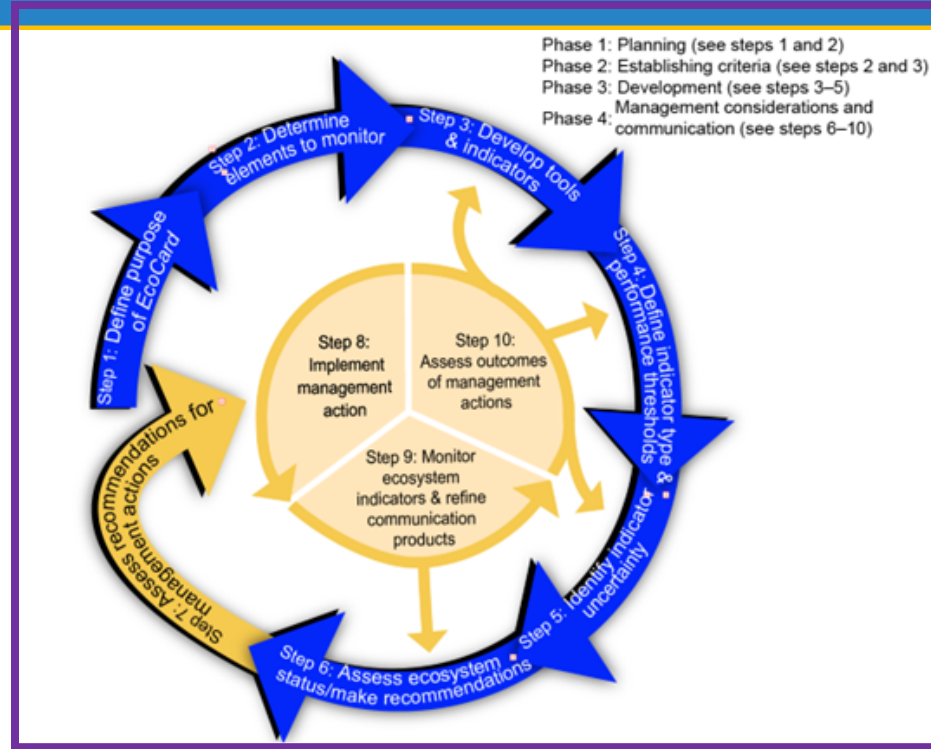 Phase 1: Planning (see steps 1 and 2)
Phase 2: Establishing criteria (see steps 2 and 3)
Phase 3: Development (see steps 3–5)
Phase 4: Management considerations and
communication (see steps 6–10)
Step 1: Define purpose
of EcoCard
Step 2: Determine
elements to monitor
Step 3: Develop tools
& indicators
Step 4: Define indicator type &
performance thresholds
Step 5: Identify indicator
uncertainty
Step 6: Assess ecosystem
status/make recommendations
Step 7: Assess recommendations for
management actions
Step 8:
Implement
management
action
Step 9: Monitor
ecosystem
indicators & refine
communication
products
Step 10:
Assess outcomes
of management
actions